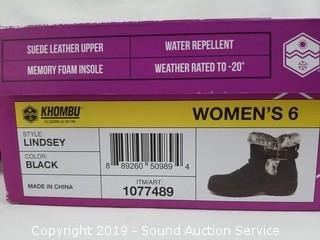 SUEDE LEATHER UPPER
WATER REPELLENT
MEMORY FOAM INSOLE
WEATHER RATED TO -20°
KHOMBU
WOMEN'S 6
STYLE:
LINDSEY
COLOR:
BLACK
MADE IN CHINA
8 89260 50989 4
ITM/ART:
1077489
Copyright 2019 - Sound Auction Service